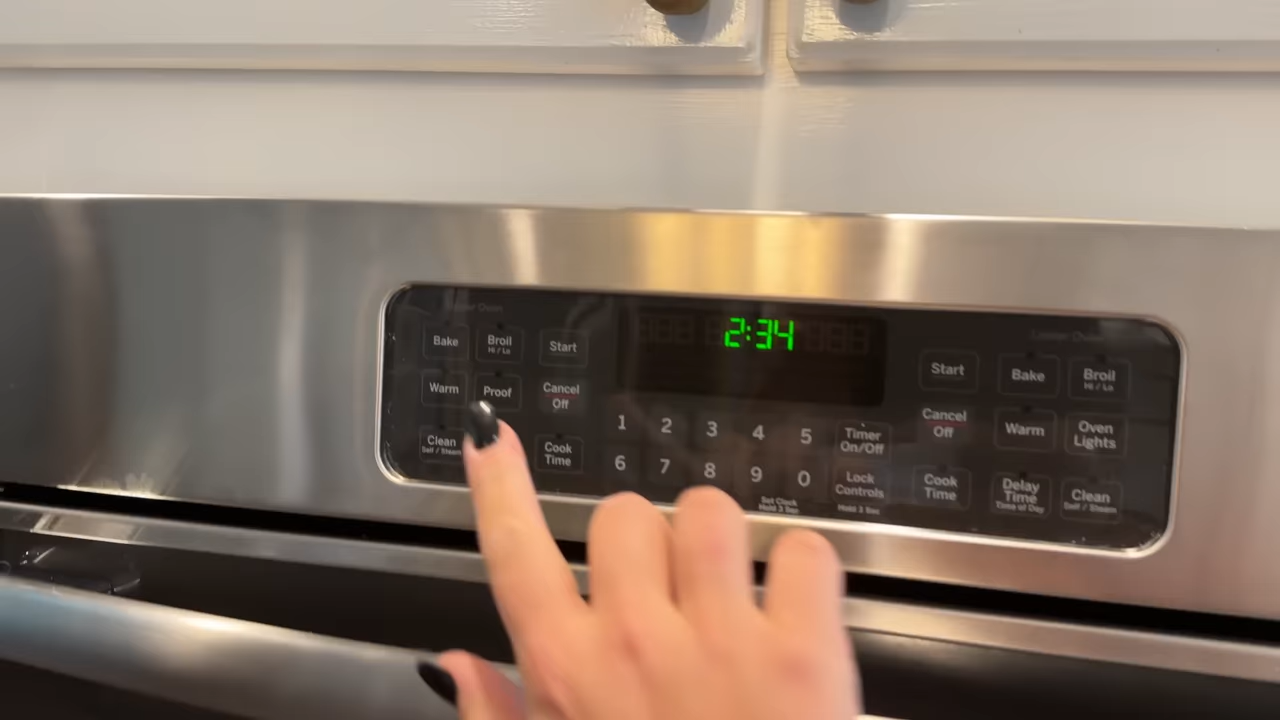 2:34
Bake
Broil
Hi / Lo
Start
Warm
Proof
Cancel
Off
Clean
Self / Steam
Cook
Time
1 2 3 4 5
6 7 8 9 0
Set Clock
Hold 3 Sec
Timer
On/Off
Lock
Controls
Hold 3 Sec
Start
Bake
Broil
Hi / Lo
Cancel
Off
Warm
Oven
Lights
Cook
Time
Delay
Time
Time of Day
Clean
Self / Steam